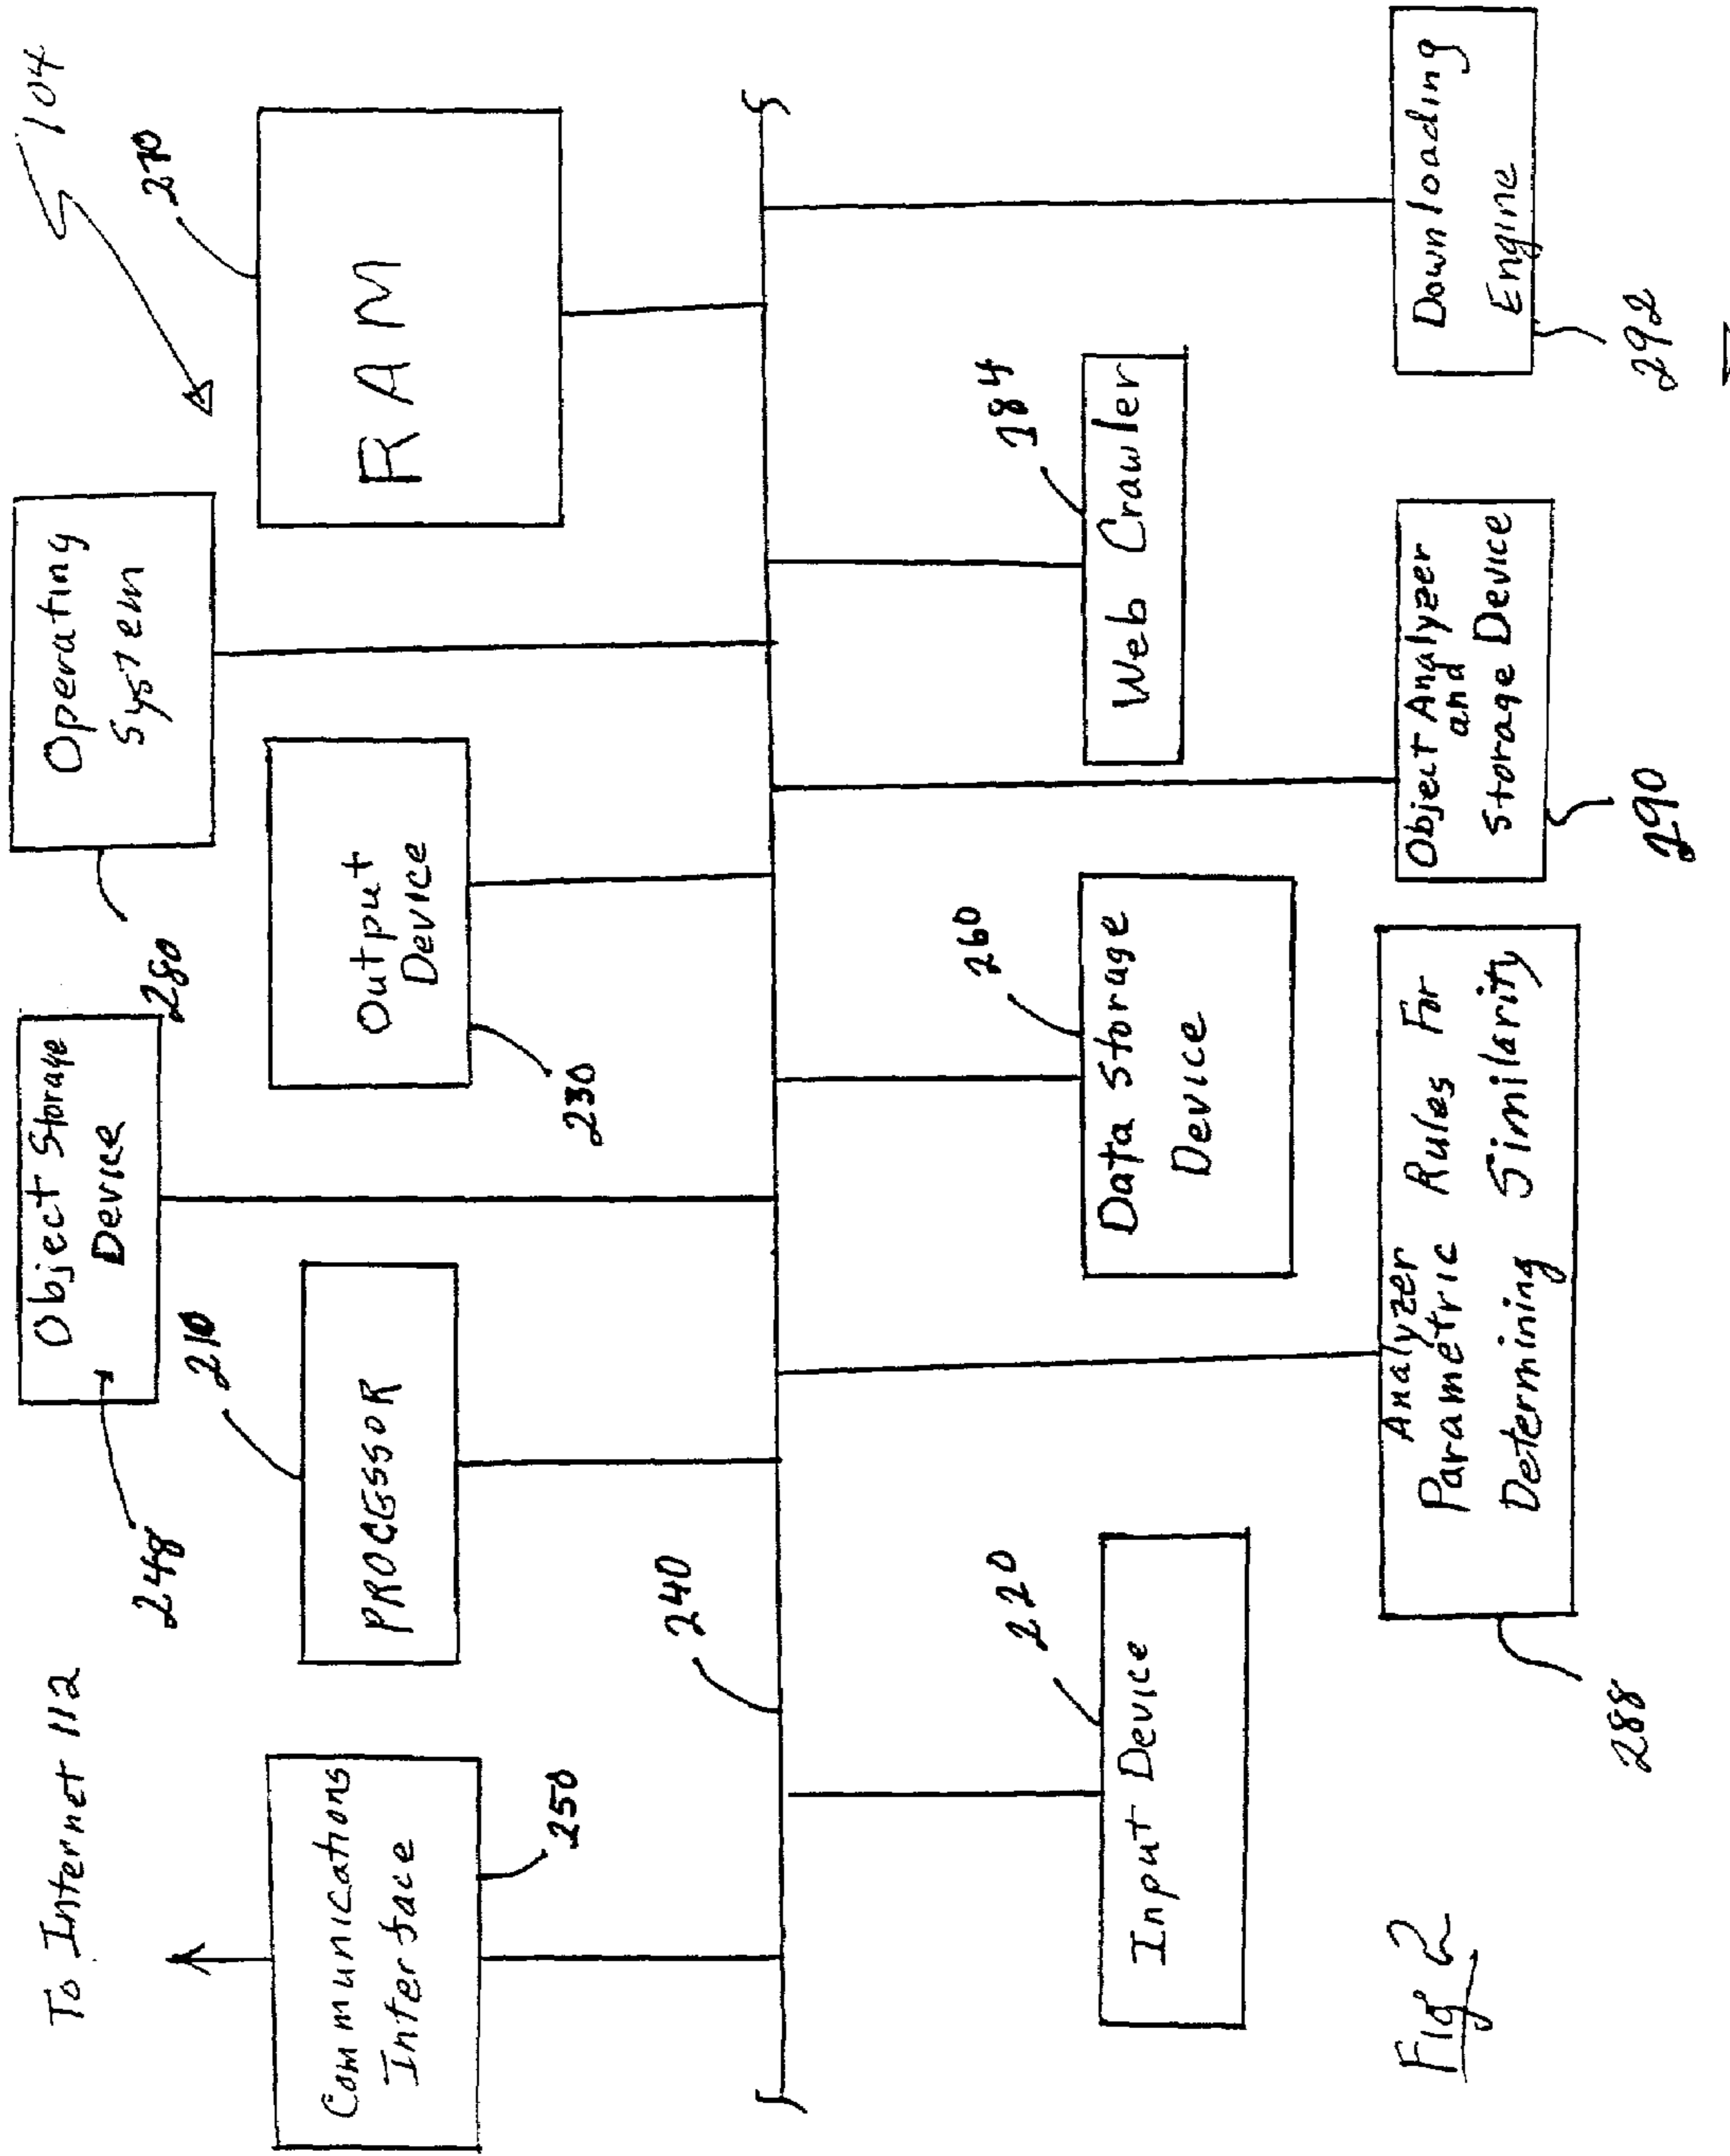 To Internet 112
Object Storage
Device
248
Operating
System
280
104
Communications
Interface
250
PROCESSOR
210
Output
Device
230
RAM
270
240
Input Device
220
Data Storage
Device
260
Web Crawler
284
Analyzer
Parametric Rules For
Determining Similarity
288
Object Analyzer
and
Storage Device
290
Downloading
Engine
292
Fig 2